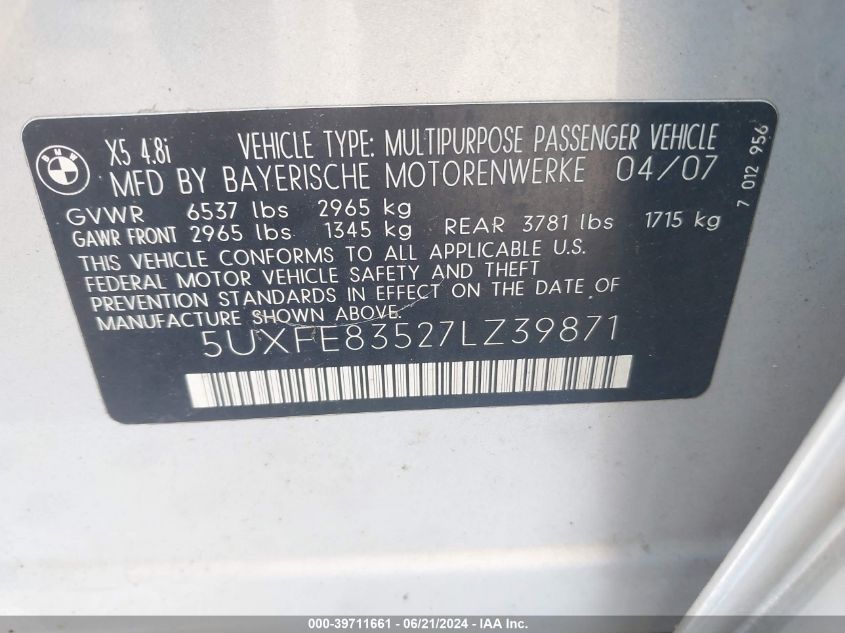 BMW
X5 4.8i VEHICLE TYPE: MULTIPURPOSE PASSENGER VEHICLE
MFD BY BAYERISCHE MOTORENWERKE 04/07
GVWR 6537 lbs 2965 kg
GAWR FRONT 2965 lbs 1345 kg REAR 3781 lbs 1715 kg
THIS VEHICLE CONFORMS TO ALL APPLICABLE U.S.
FEDERAL MOTOR VEHICLE SAFETY AND THEFT
PREVENTION STANDARDS IN EFFECT ON THE DATE OF
MANUFACTURE SHOWN ABOVE.
5UXFE83527LZ39871
7 012 956
000-39711661 - 06/21/2024 - IAA Inc.